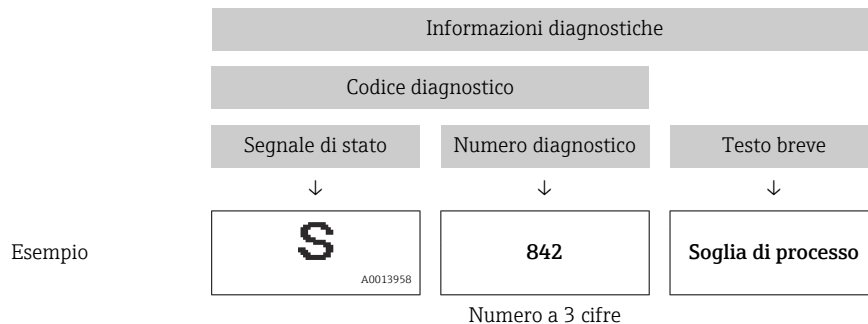 Informazioni diagnostiche
Codice diagnostico
Segnale di stato Numero diagnostico Testo breve
↓ ↓ ↓
Esempio S 842 Soglia di processo
A0013958
Numero a 3 cifre